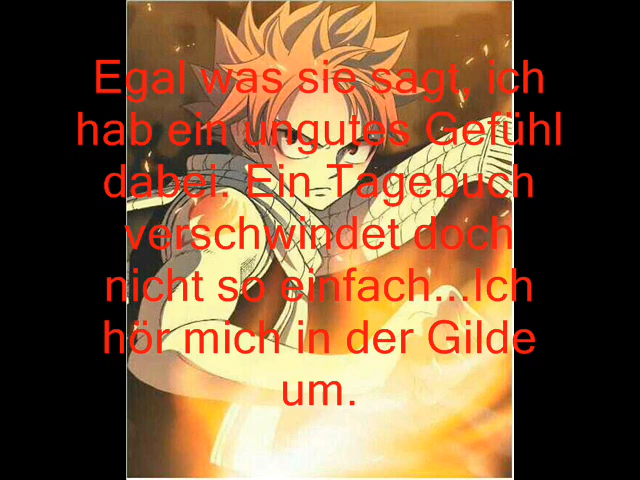 Egal was sie sagt, ich
hab ein ungutes Gefühl
dabei. Ein Tagebuch
verschwindet doch
nicht so einfach...Ich
hör mich in der Gilde
um.